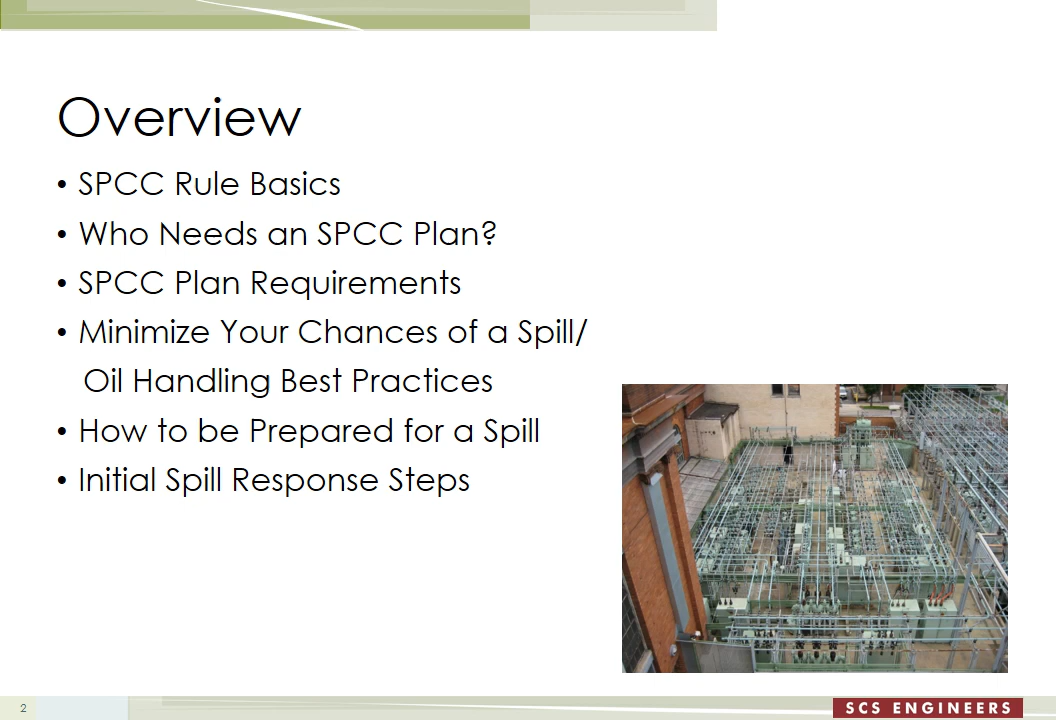 Overview
• SPCC Rule Basics
• Who Needs an SPCC Plan?
• SPCC Plan Requirements
• Minimize Your Chances of a Spill/
Oil Handling Best Practices
• How to be Prepared for a Spill
• Initial Spill Response Steps
2
SCS ENGINEERS